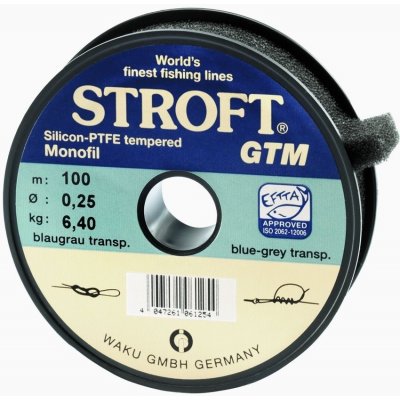 World's
finest fishing lines
STROFT®
GTM
Silicon-PTFE tempered
Monofil
m: 100
Ø: 0,25
kg: 6,40
blaugrau transp.
EFTTA
APPROVED
ISO 2062-12006
blue-grey transp.
4 047261 061254
WAKU GMBH GERMANY